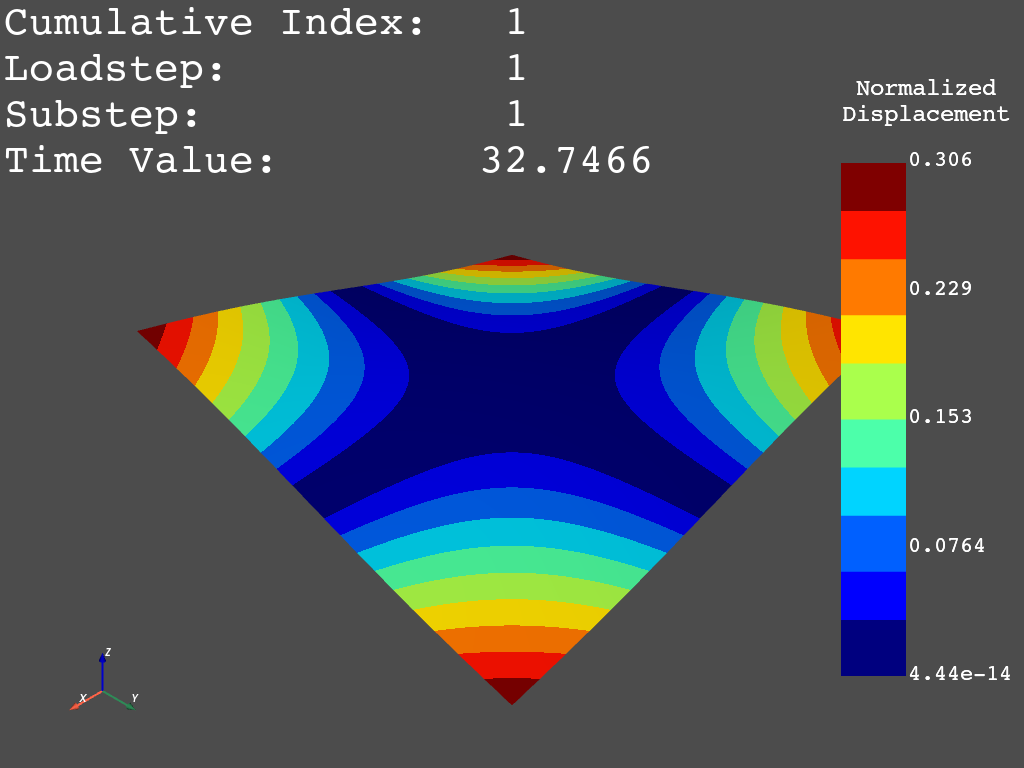 Cumulative Index: 1
Loadstep: 1
Substep: 1
Time Value: 32.7466
Normalized
Displacement
0.306
0.229
0.153
0.0764
4.44e-14
Z
X
Y